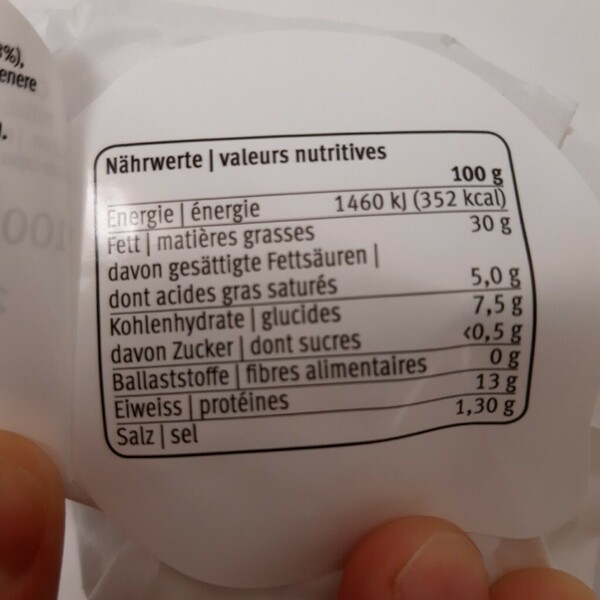 %),
enere
Nährwerte | valeurs nutritives
100 g
Energie | énergie 1460 kJ (352 kcal)
Fett | matières grasses 30 g
davon gesättigte Fettsäuren |
dont acides gras saturés 5,0 g
Kohlenhydrate | glucides 7,5 g
davon Zucker | dont sucres <0,5 g
Ballaststoffe | fibres alimentaires 0 g
Eiweiss | protéines 13 g
Salz | sel 1,30 g